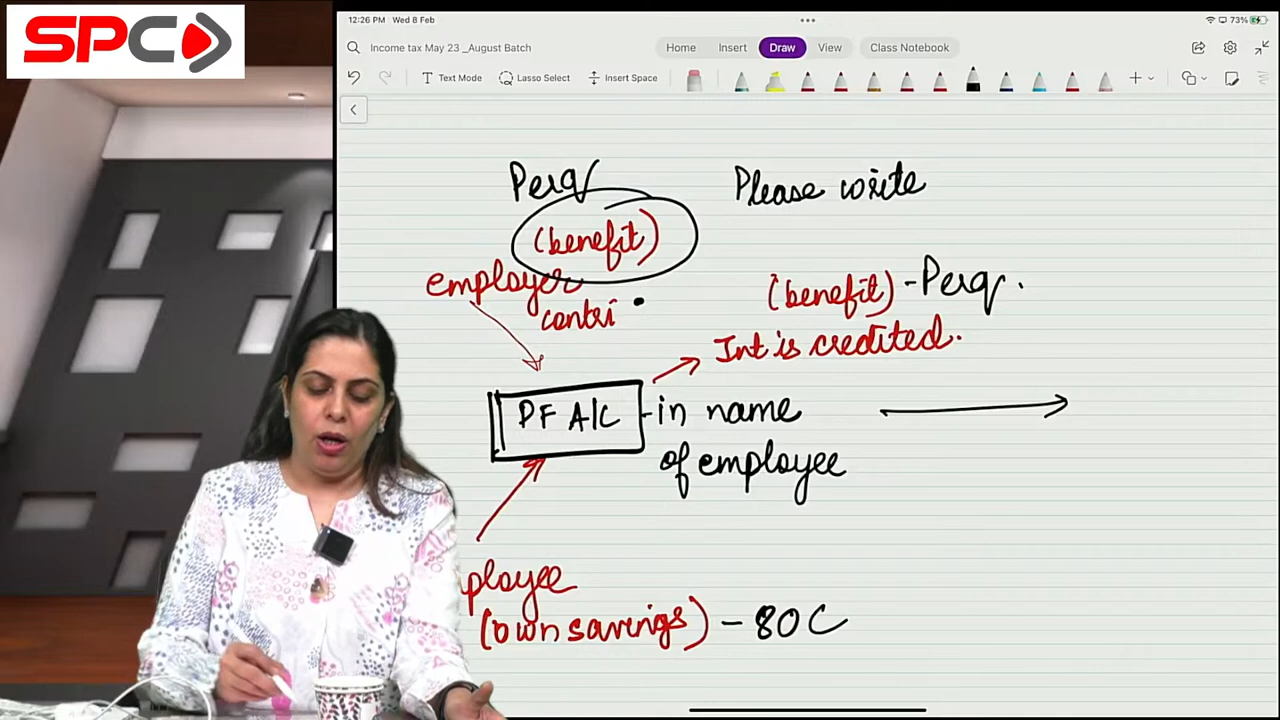 SPC
12:26 PM Wed 8 Feb
73%
Income tax May 23 _August Batch
Home Insert Draw View Class Notebook
Text Mode Lasso Select Insert Space
Perq Please write
(benefit)
employer
contri
(benefit) - Perq.
Int is credited.
PF A/C - in name
of employee
ployee
(own savings) - 80C